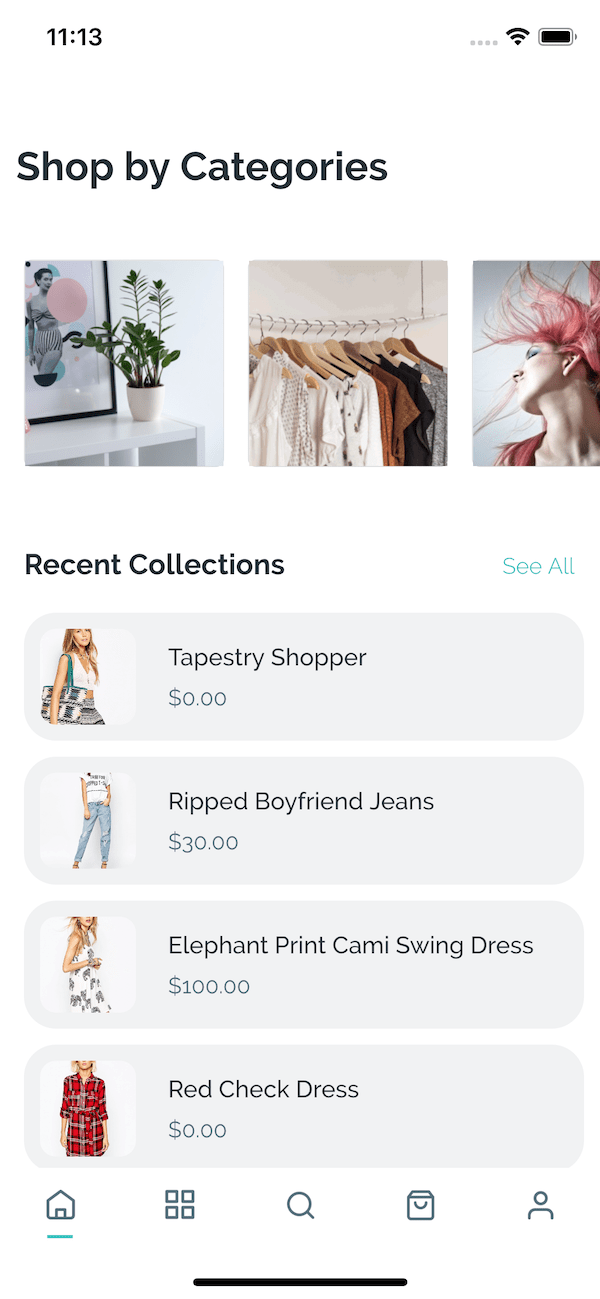 11:13
Shop by Categories
Recent Collections
See All
Tapestry Shopper
$0.00
Ripped Boyfriend Jeans
$30.00
Elephant Print Cami Swing Dress
$100.00
Red Check Dress
$0.00